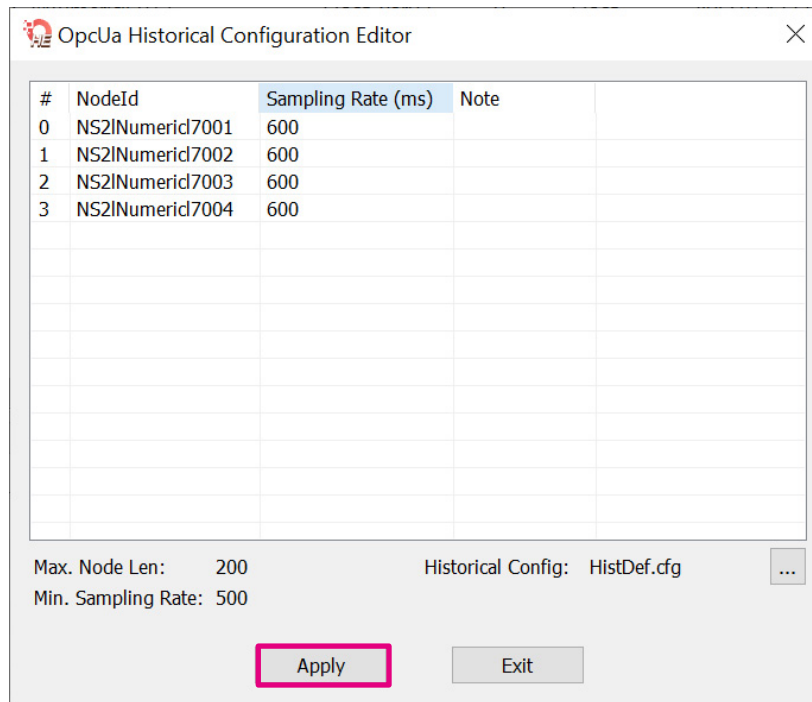 OpcUa Historical Configuration Editor
# NodeId Sampling Rate (ms) Note
0 NS2lNumericl7001 600
1 NS2lNumericl7002 600
2 NS2lNumericl7003 600
3 NS2lNumericl7004 600
Max. Node Len: 200 Historical Config: HistDef.cfg ...
Min. Sampling Rate: 500
Apply Exit